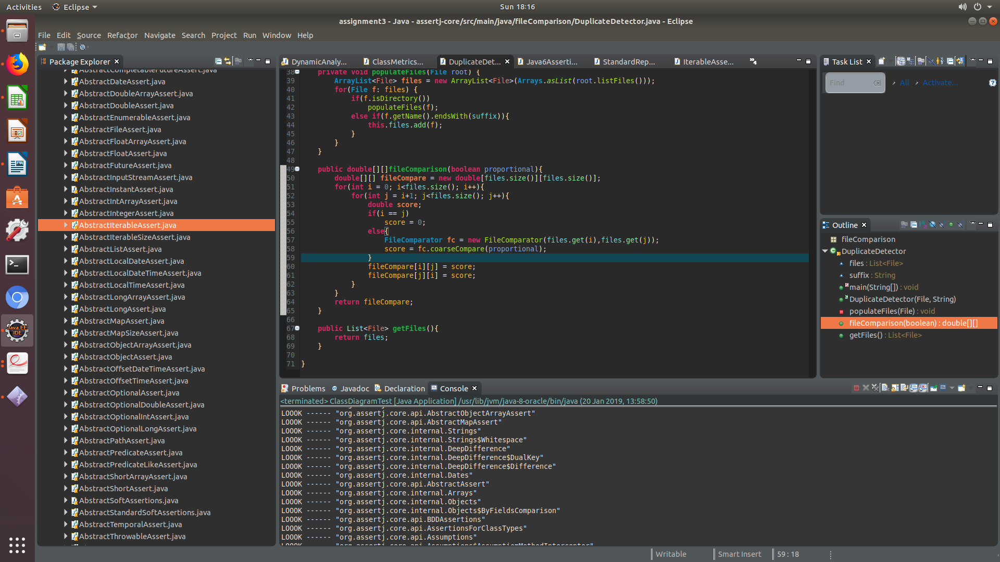 Activities
Eclipse
Sun 18:16
assignment3 - Java - assertj-core/src/main/java/fileComparison/DuplicateDetector.java - Eclipse
File Edit Source Refactor Navigate Search Project Run Window Help
Package Explorer
AbstractCompletableFutureAssert.java
AbstractDateAssert.java
AbstractDoubleArrayAssert.java
AbstractDoubleAssert.java
AbstractEnumerableAssert.java
AbstractFileAssert.java
AbstractFloatArrayAssert.java
AbstractFloatAssert.java
AbstractFutureAssert.java
AbstractInputStreamAssert.java
AbstractInstantAssert.java
AbstractIntArrayAssert.java
AbstractIntegerAssert.java
AbstractIterableAssert.java
AbstractIterableSizeAssert.java
AbstractListAssert.java
AbstractLocalDateAssert.java
AbstractLocalDateTimeAssert.java
AbstractLocalTimeAssert.java
AbstractLongArrayAssert.java
AbstractLongAssert.java
AbstractMapAssert.java
AbstractMapSizeAssert.java
AbstractObjectArrayAssert.java
AbstractObjectAssert.java
AbstractOffsetDateTimeAssert.java
AbstractOffsetTimeAssert.java
AbstractOptionalAssert.java
AbstractOptionalDoubleAssert.java
AbstractOptionalIntAssert.java
AbstractOptionalLongAssert.java
AbstractPathAssert.java
AbstractPredicateAssert.java
AbstractPredicateLikeAssert.java
AbstractShortArrayAssert.java
AbstractShortAssert.java
AbstractSoftAssertions.java
AbstractStandardSoftAssertions.java
AbstractTemporalAssert.java
AbstractThrowableAssert.java
Java EE IDE
DynamicAnaly... ClassMetrics... DuplicateDet... Java6Asserti... StandardRep... IterableAsse... »4
38 private void populateFiles(File root) {
39 ArrayList<File> files = new ArrayList<File>(Arrays.asList(root.listFiles()));
40 for(File f: files) {
41 if(f.isDirectory())
42 populateFiles(f);
43 else if(f.getName().endsWith(suffix)){
44 this.files.add(f);
45 }
46 }
47 }
48
49 public double[][]fileComparison(boolean proportional){
50 double[][] fileCompare = new double[files.size()][files.size()];
51 for(int i = 0; i<files.size(); i++){
52 for(int j = i+1; j<files.size(); j++){
53 double score;
54 if(i == j)
55 score = 0;
56 else{
57 FileComparator fc = new FileComparator(files.get(i),files.get(j));
58 score = fc.coarseCompare(proportional);
59 }
60 fileCompare[i][j] = score;
61 fileCompare[j][i] = score;
62 }
63 }
64 return fileCompare;
65 }
66
67 public List<File> getFiles(){
68 return files;
69 }
70
71 }
Problems Javadoc Declaration Console
<terminated> ClassDiagramTest [Java Application] /usr/lib/jvm/java-8-oracle/bin/java (20 Jan 2019, 13:58:50)
LOOOK ------ "org.assertj.core.api.AbstractObjectArrayAssert"
LOOOK ------ "org.assertj.core.api.AbstractMapAssert"
LOOOK ------ "org.assertj.core.internal.Strings"
LOOOK ------ "org.assertj.core.internal.Strings$Whitespace"
LOOOK ------ "org.assertj.core.internal.DeepDifference"
LOOOK ------ "org.assertj.core.internal.DeepDifference$DualKey"
LOOOK ------ "org.assertj.core.internal.DeepDifference$Difference"
LOOOK ------ "org.assertj.core.internal.Dates"
LOOOK ------ "org.assertj.core.api.AbstractAssert"
LOOOK ------ "org.assertj.core.internal.Arrays"
LOOOK ------ "org.assertj.core.internal.Objects"
LOOOK ------ "org.assertj.core.internal.Objects$ByFieldsComparison"
LOOOK ------ "org.assertj.core.api.BDDAssertions"
LOOOK ------ "org.assertj.core.api.AssertionsForClassTypes"
LOOOK ------ "org.assertj.core.api.Assumptions"
LOOOK ------ "org.assertj.core.api.Assumptions$AssumptionMethodInterceptor"
Task List
Find All Activate...
Outline
fileComparison
DuplicateDetector
files : List<File>
suffix : String
main(String[]) : void
DuplicateDetector(File, String)
populateFiles(File) : void
fileComparison(boolean) : double[][]
getFiles() : List<File>
Writable Smart Insert 59 : 18